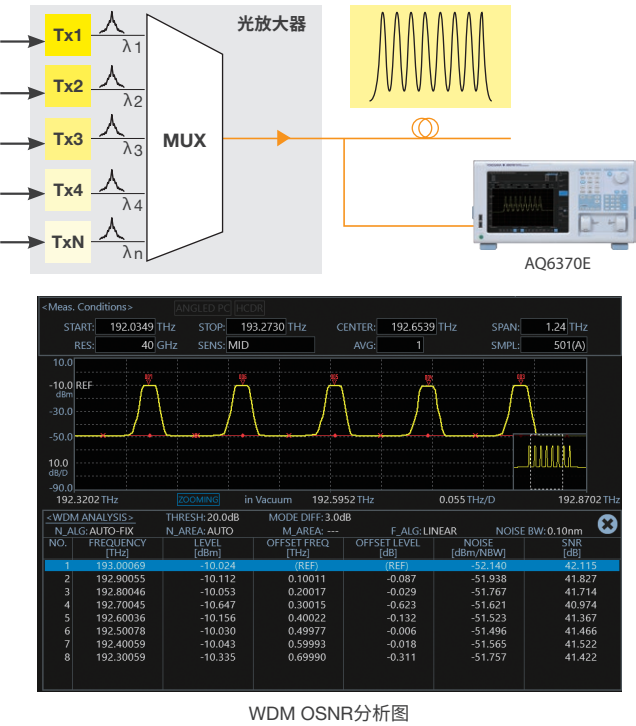 光放大器
Tx1
λ1
Tx2
λ2
Tx3
λ3
Tx4
λ4
TxN
λn
MUX
AQ6370E
<Meas. Conditions> ANGLED PC HCDR
START: 192.0349 THz STOP: 193.2730 THz CENTER: 192.6539 THz SPAN: 1.24 THz
RES: 40 GHz SENS: MID AVG: 1 SMPL: 501(A)
10.0
-10.0 REF
dBm
-30.0
-50.0
10.0
dB/D
-90.0
192.3202 THz ZOOMING in Vacuum 192.5952 THz 0.055 THz/D 192.8702 THz
<WDM ANALYSIS> THRESH: 20.0dB MODE DIFF: 3.0dB
N_ALG: AUTO-FIX N_AREA: AUTO M_AREA: --- F_ALG: LINEAR NOISE BW: 0.10nm
NO. FREQUENCY LEVEL OFFSET FREQ OFFSET LEVEL NOISE SNR
[THz] [dBm] [THz] [dB] [dBm/NBW] [dB]
1 193.00069 -10.024 (REF) (REF) -52.140 42.115
2 192.90055 -10.112 0.10011 -0.087 -51.938 41.827
3 192.80046 -10.053 0.20017 -0.029 -51.767 41.714
4 192.70045 -10.647 0.30015 -0.623 -51.621 40.974
5 192.60036 -10.156 0.40022 -0.132 -51.523 41.367
6 192.50078 -10.030 0.49977 -0.006 -51.496 41.466
7 192.40059 -10.043 0.59993 -0.018 -51.565 41.522
8 192.30059 -10.335 0.69990 -0.311 -51.757 41.422
WDM OSNR分析图